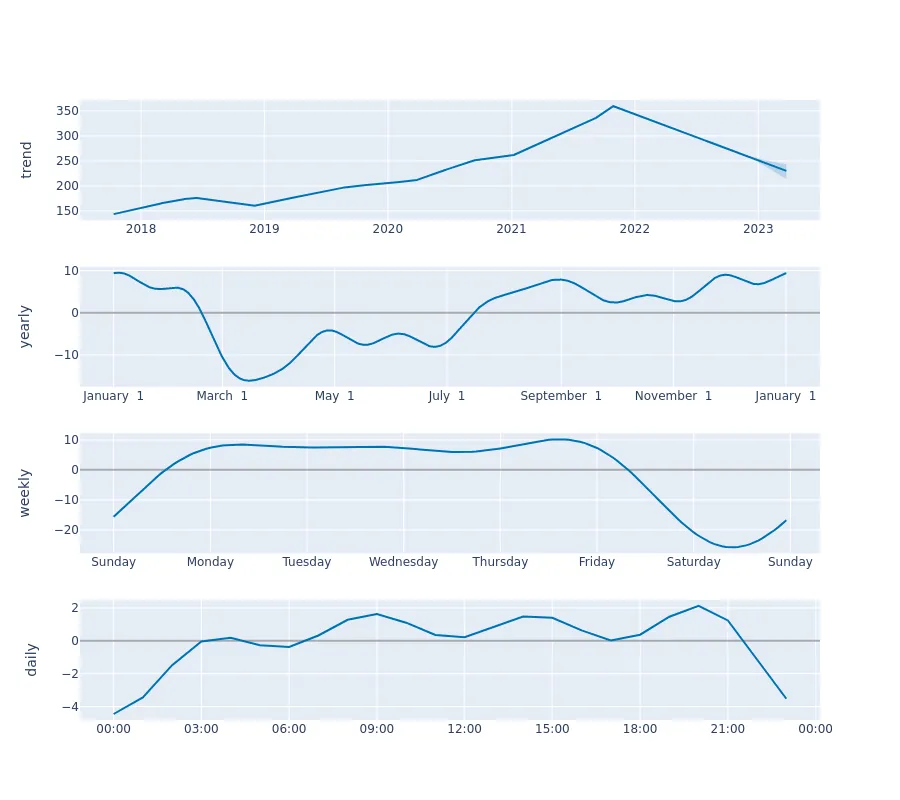 trend
350
300
250
200
150
2018 2019 2020 2021 2022 2023
yearly
10
0
−10
January 1 March 1 May 1 July 1 September 1 November 1 January 1
weekly
10
0
−10
−20
Sunday Monday Tuesday Wednesday Thursday Friday Saturday Sunday
daily
2
0
−2
−4
00:00 03:00 06:00 09:00 12:00 15:00 18:00 21:00 00:00